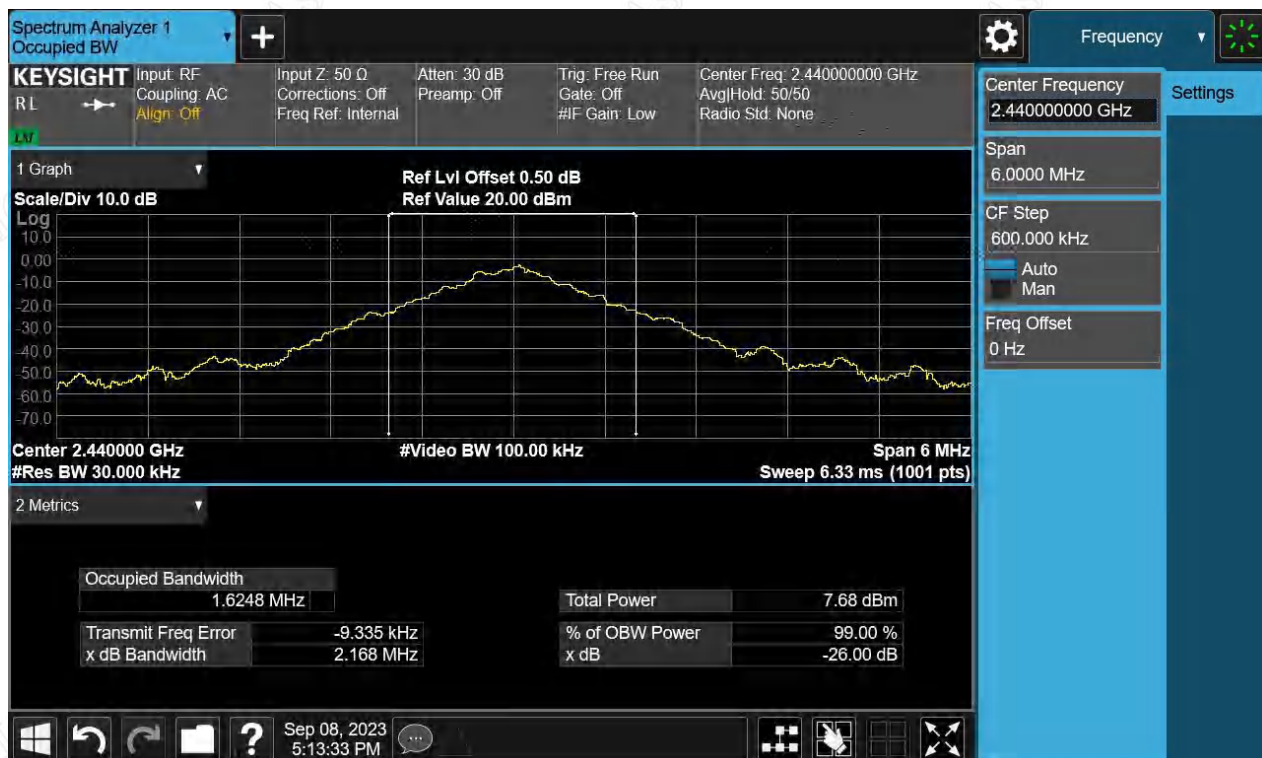 Spectrum Analyzer 1
Occupied BW
Frequency
KEYSIGHT
R L
Input: RF
Coupling: AC
Align: Off
Input Z: 50 Ω
Corrections: Off
Freq Ref: Internal
Atten: 30 dB
Preamp: Off
Trig: Free Run
Gate: Off
#IF Gain: Low
Center Freq: 2.440000000 GHz
Avg|Hold: 50/50
Radio Std: None
Center Frequency
2.440000000 GHz
Settings
Span
6.0000 MHz
CF Step
600.000 kHz
Auto
Man
Freq Offset
0 Hz
1 Graph
Scale/Div 10.0 dB
Ref Lvl Offset 0.50 dB
Ref Value 20.00 dBm
Log
10.0
0.00
-10.0
-20.0
-30.0
-40.0
-50.0
-60.0
-70.0
Center 2.440000 GHz
#Video BW 100.00 kHz
Span 6 MHz
#Res BW 30.000 kHz
Sweep 6.33 ms (1001 pts)
2 Metrics
Occupied Bandwidth
1.6248 MHz
Transmit Freq Error -9.335 kHz
x dB Bandwidth 2.168 MHz
Total Power 7.68 dBm
% of OBW Power 99.00 %
x dB -26.00 dB
?
Sep 08, 2023
5:13:33 PM